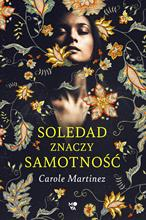 SOLEDAD
ZNACZY
SAMOTNOŚĆ
Carole Martinez